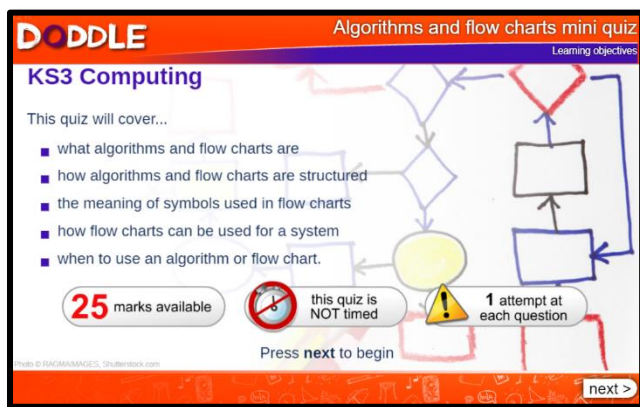 DODDLE
Algorithms and flow charts mini quiz
Learning objectives
KS3 Computing
This quiz will cover...
what algorithms and flow charts are
how algorithms and flow charts are structured
the meaning of symbols used in flow charts
how flow charts can be used for a system
when to use an algorithm or flow chart.
25 marks available
this quiz is
NOT timed
1 attempt at
each question
Press next to begin
Photo © RAGMAIMAGES, Shutterstock.com
next >